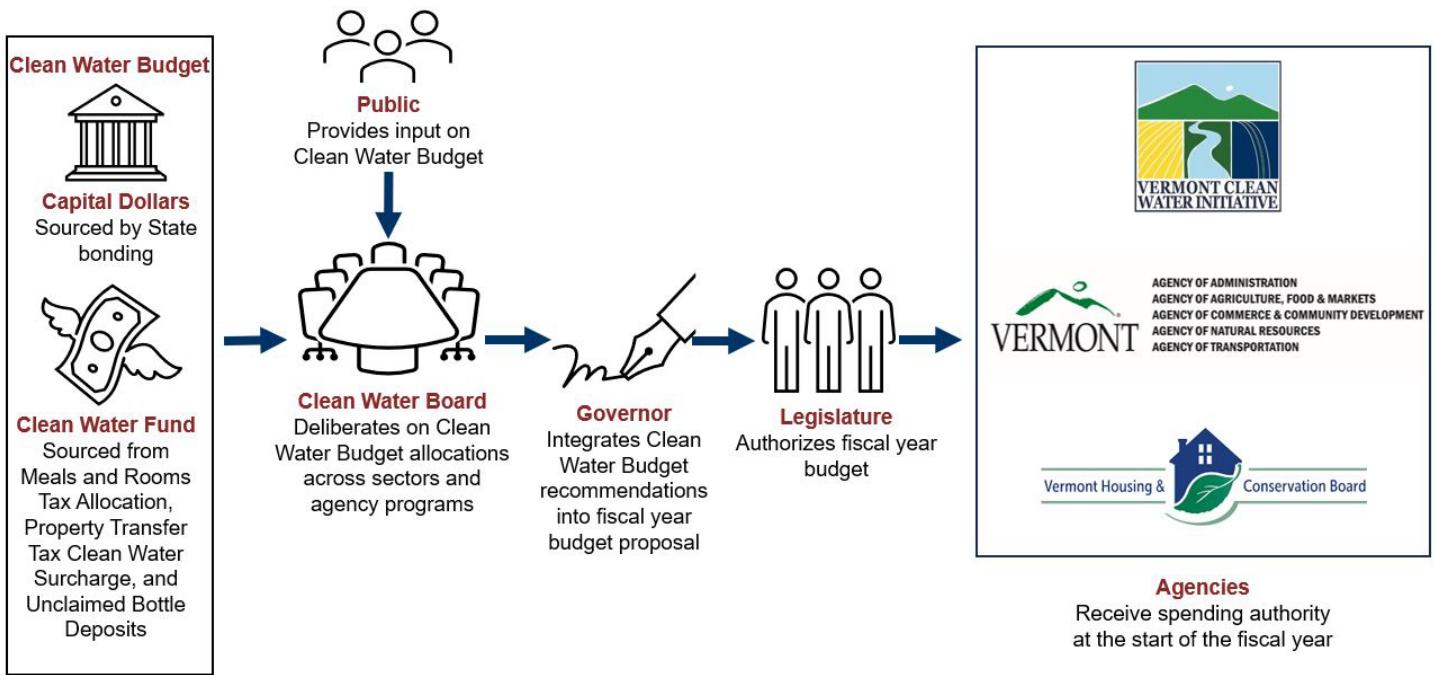 Clean Water Budget
Capital Dollars
Sourced by State
bonding
Clean Water Fund
Sourced from
Meals and Rooms
Tax Allocation,
Property Transfer
Tax Clean Water
Surcharge, and
Unclaimed Bottle
Deposits
Public
Provides input on
Clean Water Budget
Clean Water Board
Deliberates on Clean
Water Budget allocations
across sectors and
agency programs
Governor
Integrates Clean
Water Budget
recommendations
into fiscal year
budget proposal
Legislature
Authorizes fiscal year
budget
VERMONT CLEAN
WATER INITIATIVE
VERMONT
AGENCY OF ADMINISTRATION
AGENCY OF AGRICULTURE, FOOD & MARKETS
AGENCY OF COMMERCE & COMMUNITY DEVELOPMENT
AGENCY OF NATURAL RESOURCES
AGENCY OF TRANSPORTATION
Vermont Housing & Conservation Board
Agencies
Receive spending authority
at the start of the fiscal year